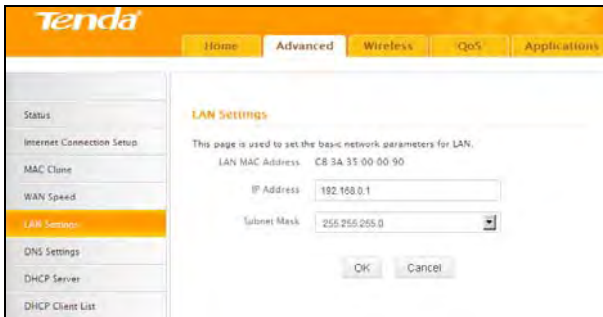 Tenda
Home Advanced Wireless QoS Applications
Status
Internet Connection Setup
MAC Clone
WAN Speed
LAN Settings
DNS Settings
DHCP Server
DHCP Client List
LAN Settings
This page is used to set the basic network parameters for LAN.
LAN MAC Address C8 3A 35 00 00 90
IP Address 192.168.0.1
Subnet Mask 255.255.255.0
OK Cancel